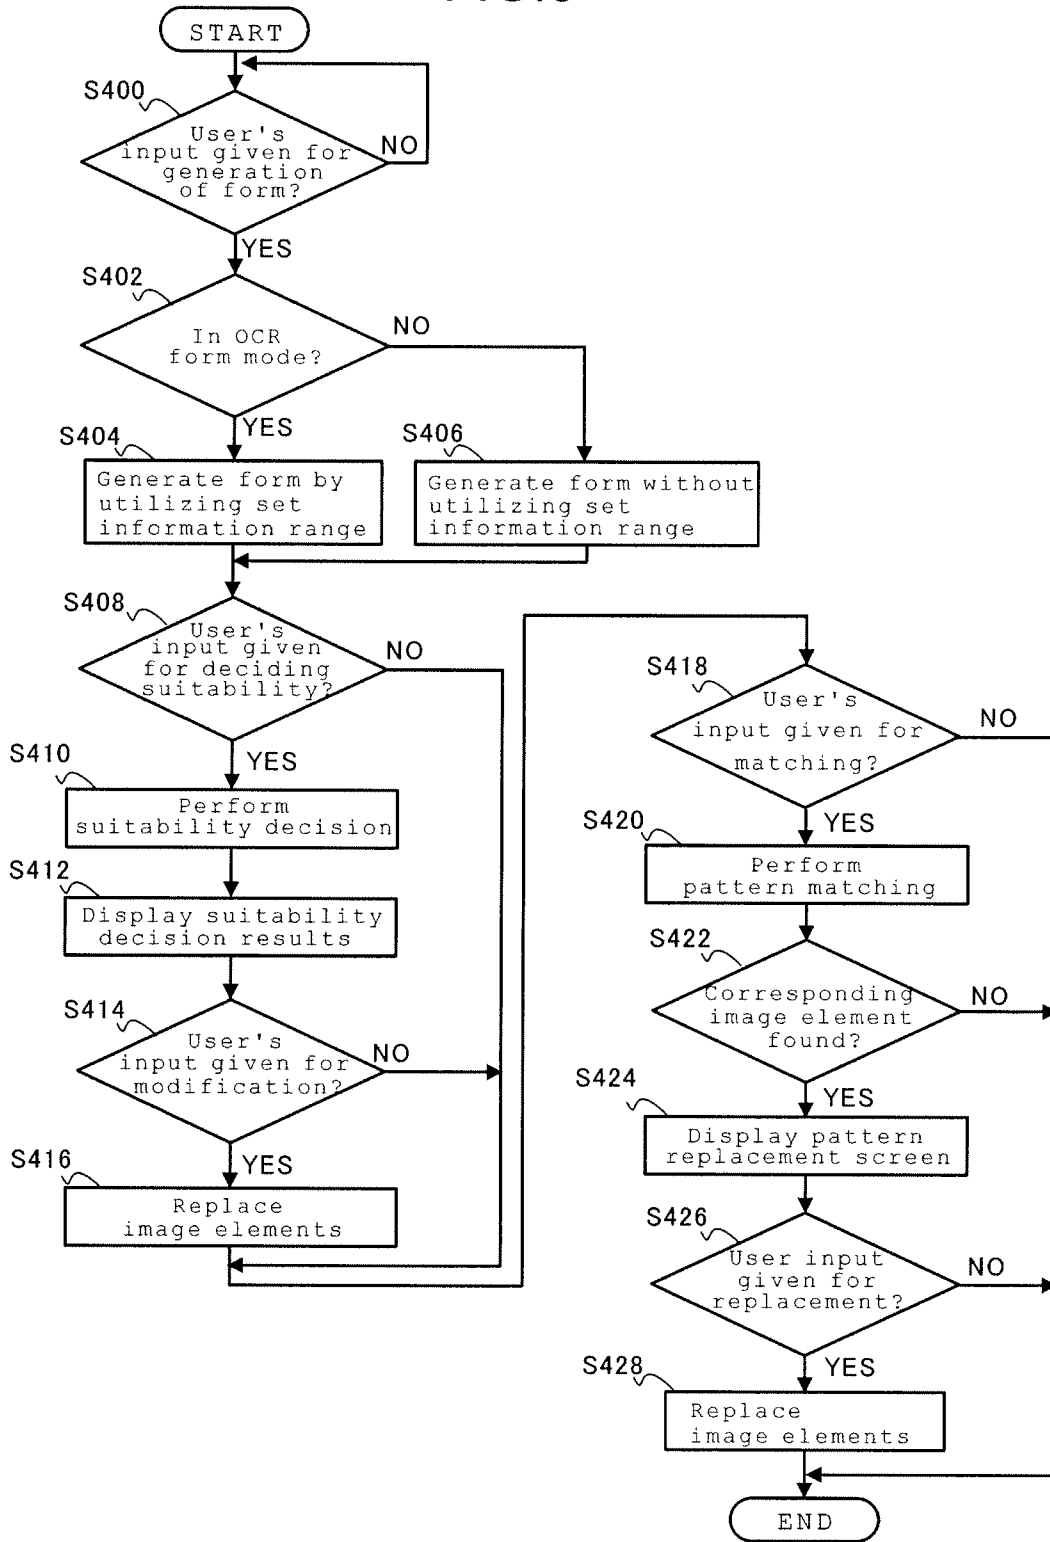 START
S400
User's
input given for
generation
of form?
NO
YES
S402
In OCR
form mode?
NO
YES
S404
Generate form by
utilizing set
information range
S406
Generate form without
utilizing set
information range
S408
User's
input given
for deciding
suitability?
NO
YES
S410
Perform
suitability decision
S412
Display suitability
decision results
S414
User's
input given for
modification?
NO
YES
S416
Replace
image elements
S418
User's
input given for
matching?
NO
YES
S420
Perform
pattern matching
S422
Corresponding
image element
found?
NO
YES
S424
Display pattern
replacement screen
S426
User input
given for
replacement?
NO
YES
S428
Replace
image elements
END